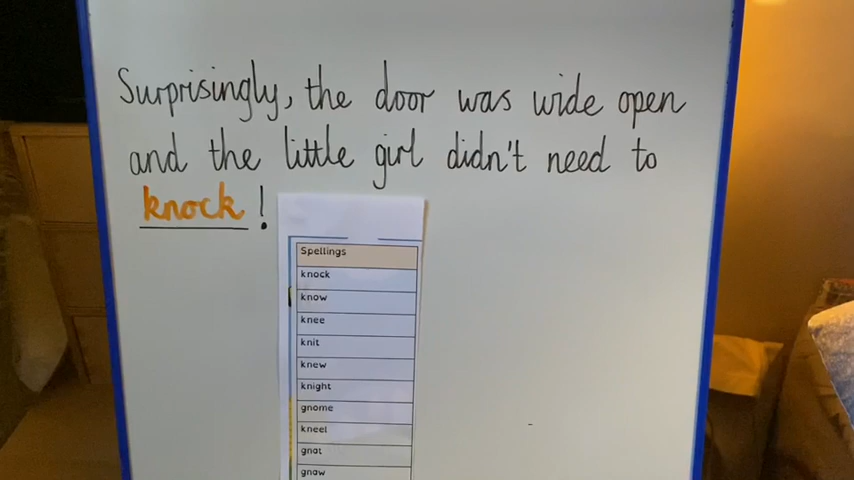 Surprisingly, the door was wide open
and the little girl didn't need to
knock!
Spellings
knock
know
knee
knit
knew
knight
gnome
kneel
gnat
gnaw